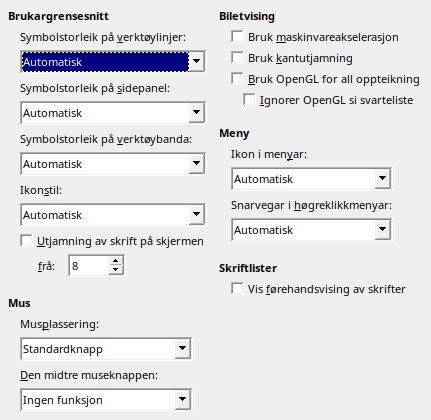 Brukargrensesnitt
Symbolstorleik på verktøylinjer:
Automatisk
Symbolstorleik på sidepanel:
Automatisk
Symbolstorleik på verktøybanda:
Automatisk
Ikonstil:
Automatisk
Utjamning av skrift på skjermen
frå: 8
Mus
Musplassering:
Standardknapp
Den midtre museknappen:
Ingen funksjon
Biletvising
Bruk maskinvareakselerasjon
Bruk kantutjamning
Bruk OpenGL for all oppteikning
Ignorer OpenGL si svarteliste
Meny
Ikon i menyar:
Automatisk
Snarvegar i høgreklikkmenyar:
Automatisk
Skriftlister
Vis førehandsvising av skrifter